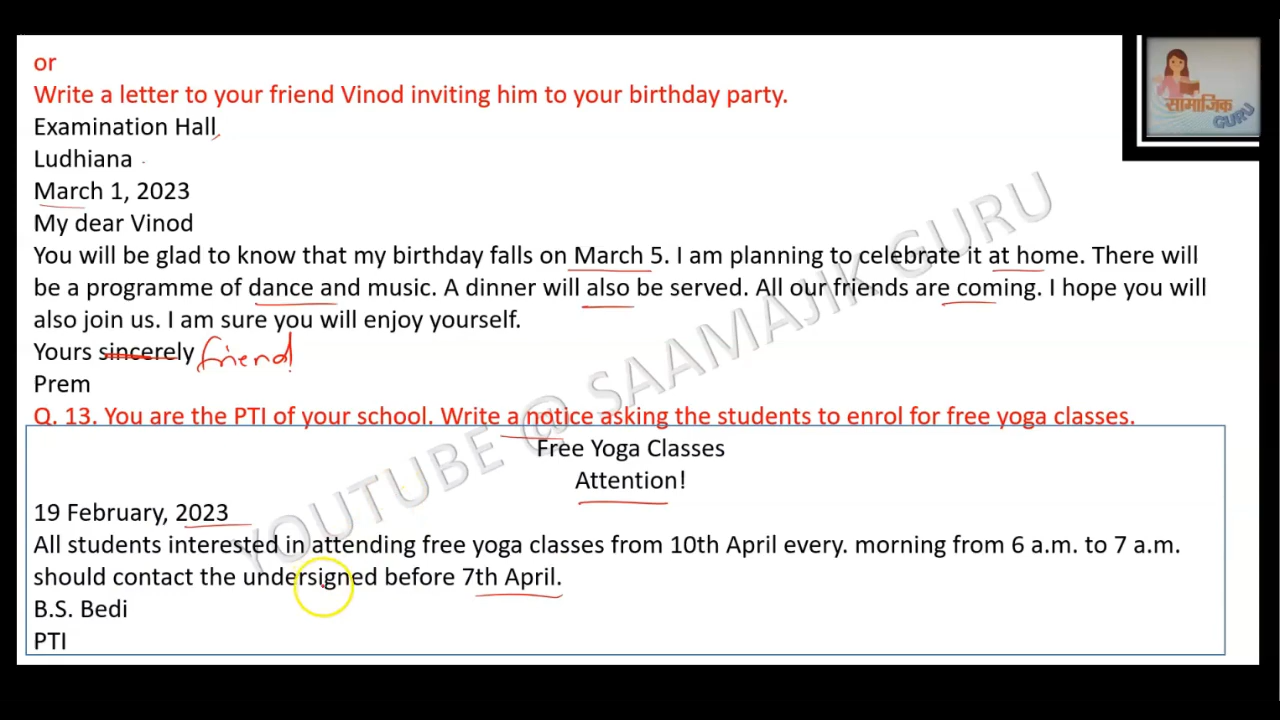 or
Write a letter to your friend Vinod inviting him to your birthday party.
Examination Hall,
Ludhiana
March 1, 2023
My dear Vinod
You will be glad to know that my birthday falls on March 5. I am planning to celebrate it at home. There will
be a programme of dance and music. A dinner will also be served. All our friends are coming. I hope you will
also join us. I am sure you will enjoy yourself.
Yours sincerely friend
Prem
Q. 13. You are the PTI of your school. Write a notice asking the students to enrol for free yoga classes.
Free Yoga Classes
Attention!
19 February, 2023
All students interested in attending free yoga classes from 10th April every. morning from 6 a.m. to 7 a.m.
should contact the undersigned before 7th April.
B.S. Bedi
PTI
YOUTUBE @ SAAMAJIK GURU
सामाजिक
GURU